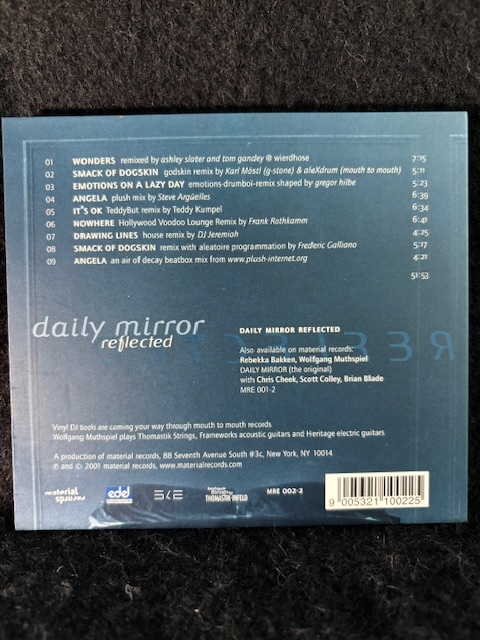 01 WONDERS remixed by ashley slater and tom gandey @ wierdhose 7:15
02 SMACK OF DOGSKIN godskin remix by Karl Möstl (g-stone) & aleXdrum (mouth to mouth) 5:11
03 EMOTIONS ON A LAZY DAY emotions-drumboi-remix shaped by gregor hilbe 5:23
04 ANGELA plush mix by Steve Argüelles 6:39
05 IT'S OK TeddyBut remix by Teddy Kumpel 6:34
06 NOWHERE Hollywood Voodoo Lounge Remix by Frank Rothkamm 6:41
07 DRAWING LINES house remix by DJ Jeremiah 4:25
08 SMACK OF DOGSKIN remix with aleatoire programmation by Frederic Galliano 5:17
09 ANGELA an air of decay beatbox mix from www.plush-internet.org 4:21
51:53
daily mirror
reflected
DAILY MIRROR REFLECTED
Also available on material records:
Rebekka Bakken, Wolfgang Muthspiel
DAILY MIRROR (the original)
with Chris Cheek, Scott Colley, Brian Blade
MRE 001-2
Vinyl DJ tools are coming your way through mouth to mouth records
Wolfgang Muthspiel plays Thomastik Strings, Frameworks acoustic guitars and Heritage electric guitars
A production of material records, 88 Seventh Avenue South #3c, New York, NY 10014
℗ and © 2001 material records, www.materialrecords.com
material
records
edel
THOMASTIK-INFELD
MRE 002-2
9 005321 100225